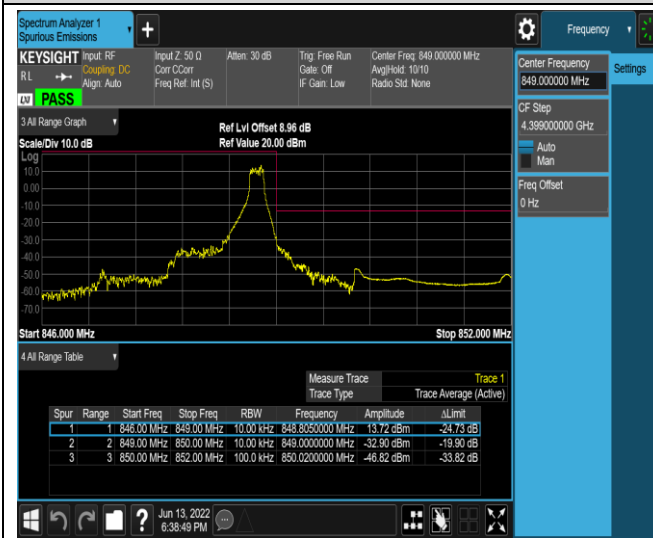 Spectrum Analyzer 1
Spurious Emissions
+
Frequency
KEYSIGHT
RL
LXI
PASS
Input: RF
Coupling: DC
Align: Auto
Input Z: 50 Ω
Corr CCorr
Freq Ref: Int (S)
Atten: 30 dB
Trig: Free Run
Gate: Off
IF Gain: Low
Center Freq: 849.000000 MHz
Avg|Hold: 10/10
Radio Std: None
Center Frequency
849.000000 MHz
Settings
CF Step
4.399000000 GHz
Auto
Man
Freq Offset
0 Hz
3 All Range Graph
Scale/Div 10.0 dB
Ref Lvl Offset 8.96 dB
Ref Value 20.00 dBm
Log
10.0
0.00
-10.0
-20.0
-30.0
-40.0
-50.0
-60.0
-70.0
Start 846.000 MHz
Stop 852.000 MHz
4 All Range Table
Measure Trace Trace 1
Trace Type Trace Average (Active)
Spur Range Start Freq Stop Freq RBW Frequency Amplitude ΔLimit
1 1 846.00 MHz 849.00 MHz 10.00 kHz 848.8050000 MHz 13.72 dBm -24.73 dB
2 2 849.00 MHz 850.00 MHz 10.00 kHz 849.0000000 MHz -32.90 dBm -19.90 dB
3 3 850.00 MHz 852.00 MHz 100.0 kHz 850.0200000 MHz -46.82 dBm -33.82 dB
?
Jun 13, 2022
6:38:49 PM